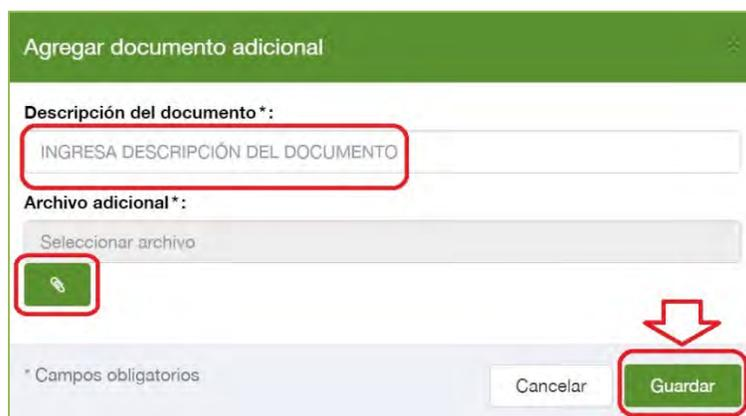 Agregar documento adicional
Descripción del documento*:
INGRESA DESCRIPCIÓN DEL DOCUMENTO
Archivo adicional*:
Seleccionar archivo
* Campos obligatorios
Cancelar
Guardar